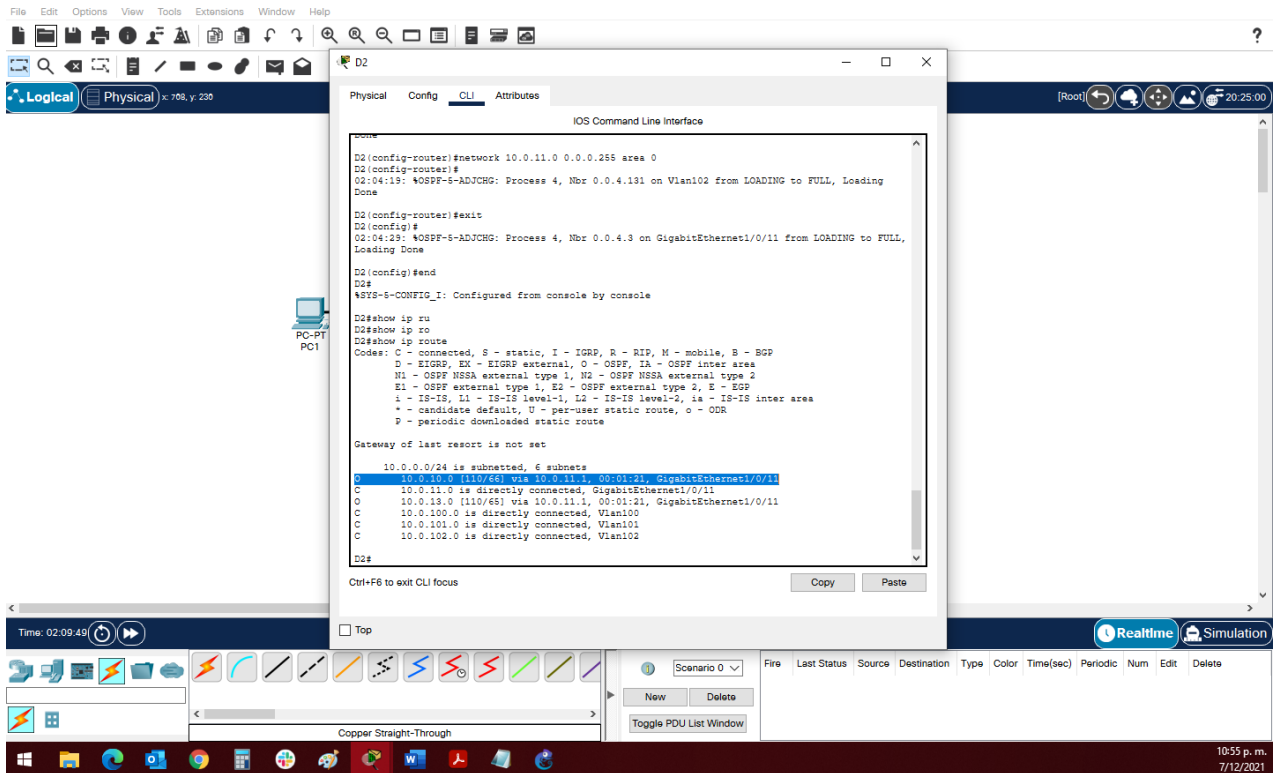 File Edit Options View Tools Extensions Window Help
?
D2
Logical Physical x: 768, y: 230
[Root] 20:25:00
Physical Config CLI Attributes
IOS Command Line Interface
Done
D2(config-router)#network 10.0.11.0 0.0.0.255 area 0
D2(config-router)#
02:04:19: %OSPF-5-ADJCHG: Process 4, Nbr 0.0.4.131 on Vlan102 from LOADING to FULL, Loading
Done
D2(config-router)#exit
D2(config)#
02:04:29: %OSPF-5-ADJCHG: Process 4, Nbr 0.0.4.3 on GigabitEthernet1/0/11 from LOADING to FULL,
Loading Done
D2(config)#end
D2#
%SYS-5-CONFIG_I: Configured from console by console
D2#show ip ru
D2#show ip ro
D2#show ip route
Codes: C - connected, S - static, I - IGRP, R - RIP, M - mobile, B - BGP
D - EIGRP, EX - EIGRP external, O - OSPF, IA - OSPF inter area
N1 - OSPF NSSA external type 1, N2 - OSPF NSSA external type 2
E1 - OSPF external type 1, E2 - OSPF external type 2, E - EGP
i - IS-IS, L1 - IS-IS level-1, L2 - IS-IS level-2, ia - IS-IS inter area
* - candidate default, U - per-user static route, o - ODR
P - periodic downloaded static route
Gateway of last resort is not set
10.0.0.0/24 is subnetted, 6 subnets
O 10.0.10.0 [110/66] via 10.0.11.1, 00:01:21, GigabitEthernet1/0/11
C 10.0.11.0 is directly connected, GigabitEthernet1/0/11
O 10.0.13.0 [110/65] via 10.0.11.1, 00:01:21, GigabitEthernet1/0/11
C 10.0.100.0 is directly connected, Vlan100
C 10.0.101.0 is directly connected, Vlan101
C 10.0.102.0 is directly connected, Vlan102
D2#
Ctrl+F6 to exit CLI focus
Copy Paste
Top
PC-PT
PC1
Time: 02:09:49
Realtime Simulation
Scenario 0
New Delete
Toggle PDU List Window
Fire Last Status Source Destination Type Color Time(sec) Periodic Num Edit Delete
Copper Straight-Through
10:55 p. m.
7/12/2021